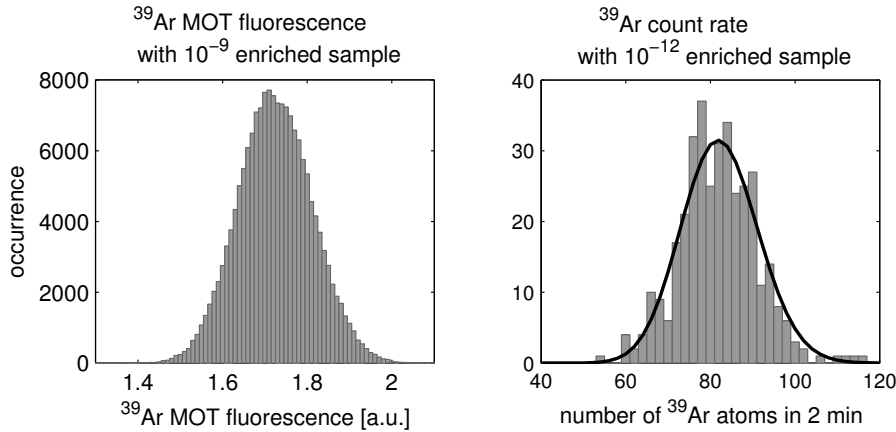 ³⁹Ar MOT fluorescence
with 10⁻⁹ enriched sample
8000
6000
4000
2000
0
occurrence
1.4
1.6
1.8
2
³⁹Ar MOT fluorescence [a.u.]
³⁹Ar count rate
with 10⁻¹² enriched sample
40
30
20
10
0
40
60
80
100
120
number of ³⁹Ar atoms in 2 min